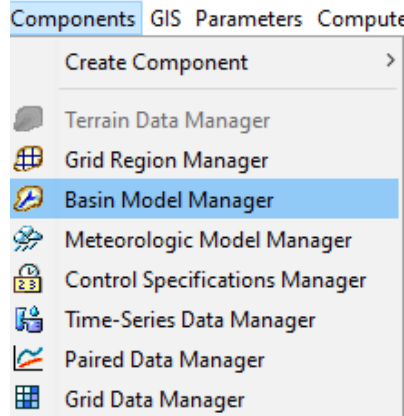 Components GIS Parameters Compute
Create Component
Terrain Data Manager
Grid Region Manager
Basin Model Manager
Meteorologic Model Manager
Control Specifications Manager
Time-Series Data Manager
Paired Data Manager
Grid Data Manager